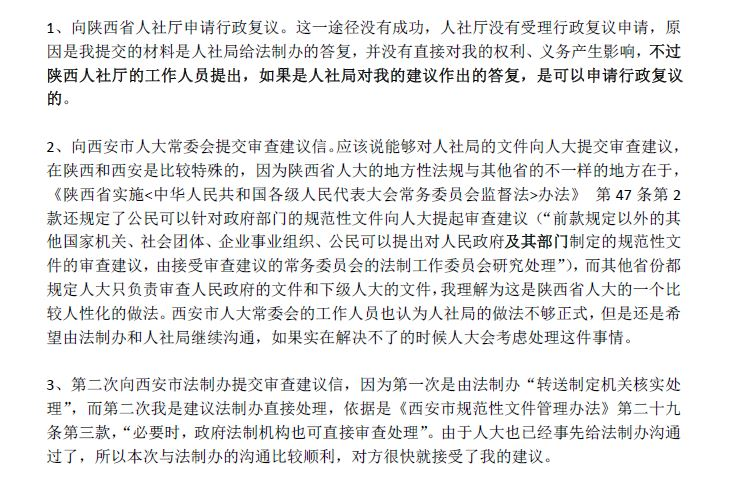 1、向陕西省人社厅申请行政复议。这一途径没有成功，人社厅没有受理行政复议申请，原
因是我提交的材料是人社局给法制办的答复，并没有直接对我的权利、义务产生影响，不过
陕西人社厅的工作人员提出，如果是人社局对我的建议作出的答复，是可以申请行政复议
的。
2、向西安市人大常委会提交审查建议信。应该说能够对人社局的文件向人大提交审查建议，
在陕西和西安是比较特殊的，因为陕西省人大的地方性法规与其他省的不一样的地方在于，
《陕西省实施<中华人民共和国各级人民代表大会常务委员会监督法>办法》 第 47 条第 2
款还规定了公民可以针对政府部门的规范性文件向人大提起审查建议（“前款规定以外的其
他国家机关、社会团体、企业事业组织、公民可以提出对人民政府及其部门制定的规范性文
件的审查建议，由接受审查建议的常务委员会的法制工作委员会研究处理”），而其他省份都
规定人大只负责审查人民政府的文件和下级人大的文件，我理解为这是陕西省人大的一个比
较人性化的做法。西安市人大常委会的工作人员也认为人社局的做法不够正式，但是还是希
望由法制办和人社局继续沟通，如果实在解决不了的时候人大会考虑处理这件事情。
3、第二次向西安市法制办提交审查建议信，因为第一次是由法制办“转送制定机关核实处
理”，而第二次我是建议法制办直接处理，依据是《西安市规范性文件管理办法》第二十九
条第三款，“必要时，政府法制机构也可直接审查处理”。由于人大也已经事先给法制办沟通
过了，所以本次与法制办的沟通比较顺利，对方很快就接受了我的建议。